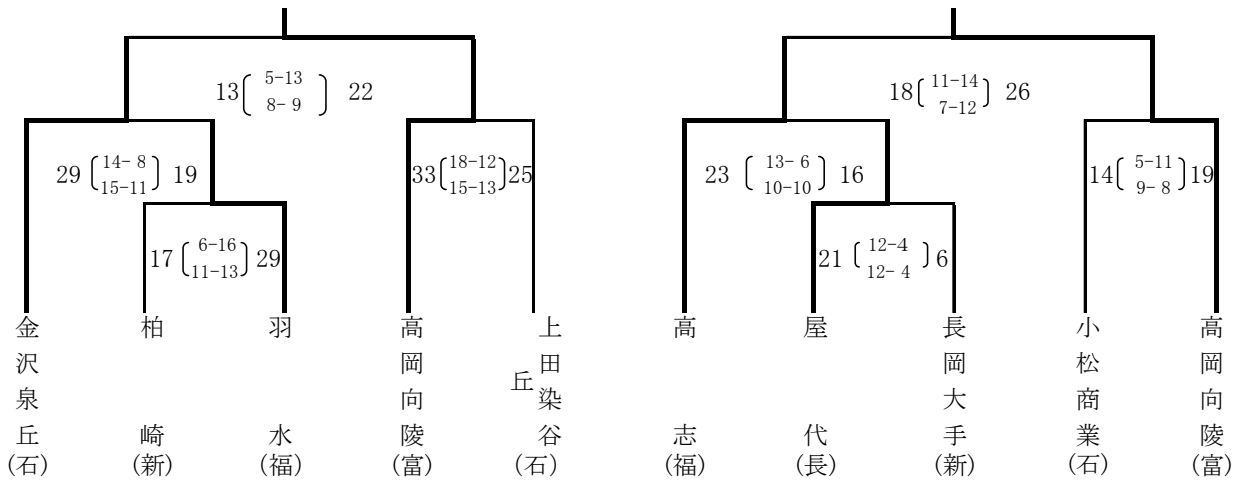 13 5-13 22
8- 9
18 11-14 26
7-12
29 14- 8 19
15-11
33 18-12 25
15-13
23 13- 6 16
10-10
14 5-11 19
9- 8
17 6-16 29
11-13
21 12-4 6
12- 4
金沢泉丘
(石)
柏崎
(新)
羽水
(福)
高岡向陵
(富)
上田染谷丘
(石)
高志
(福)
屋代
(長)
長岡大手
(新)
小松商業
(石)
高岡向陵
(富)